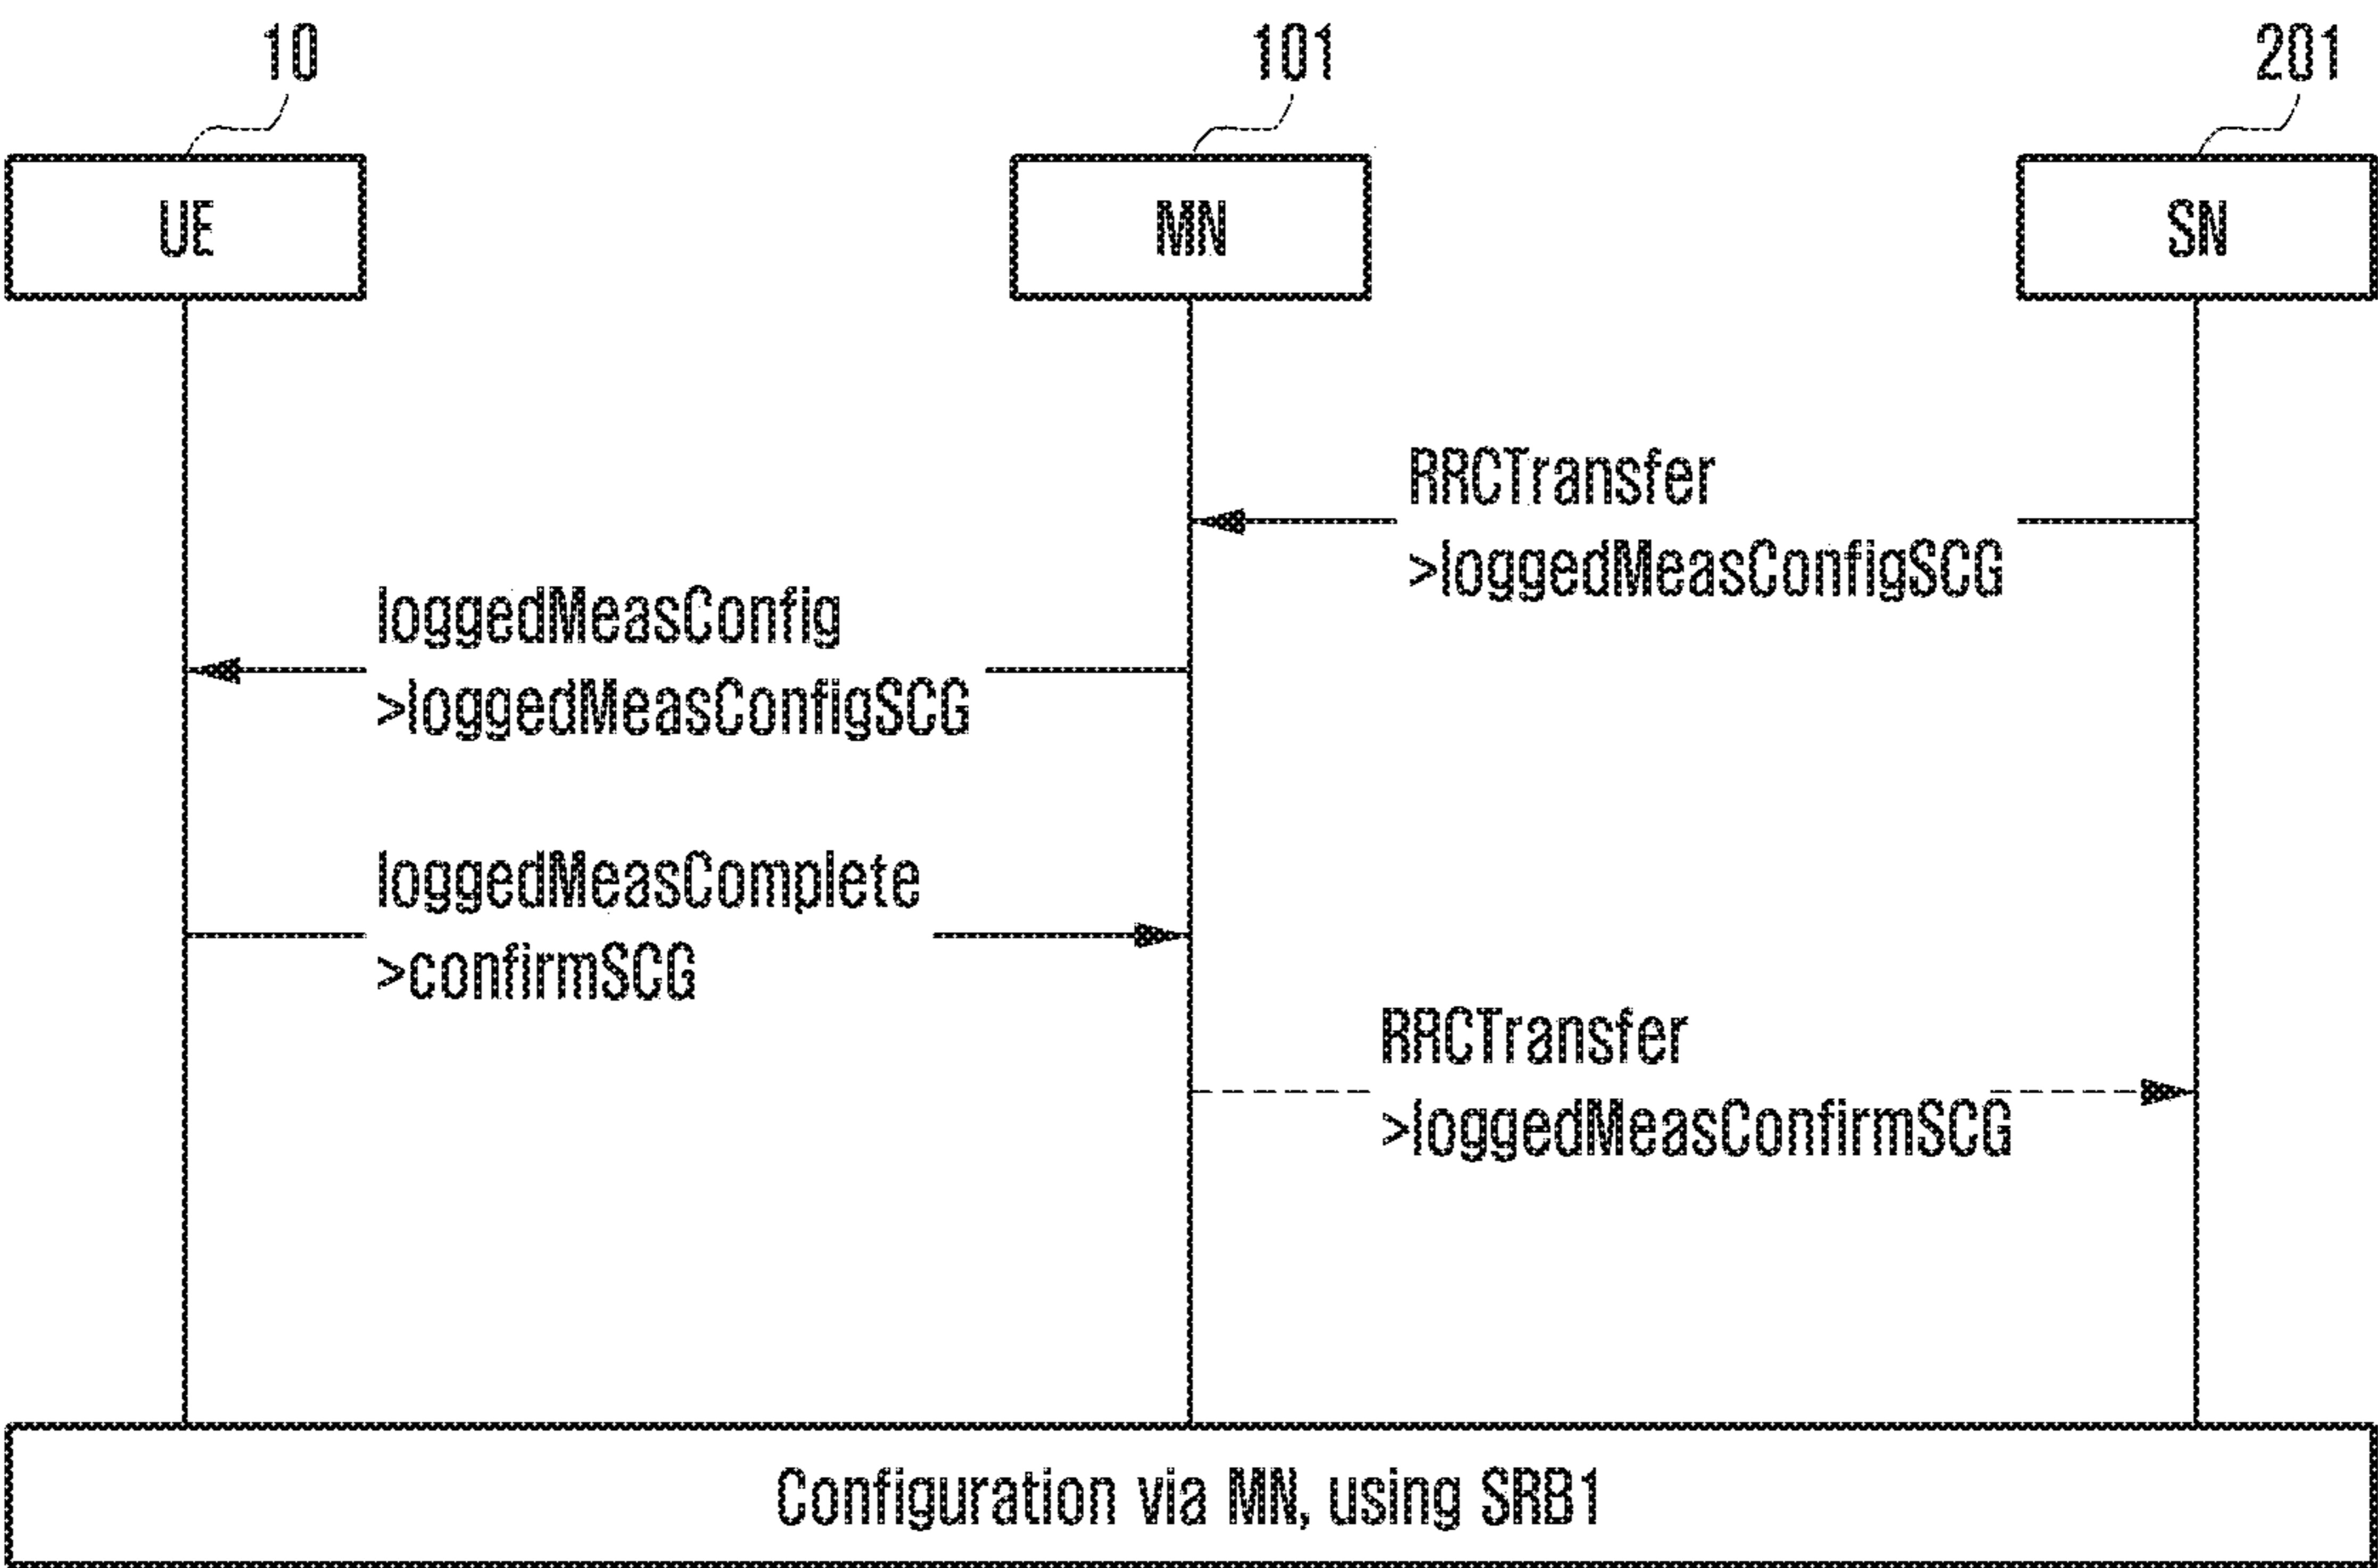 10
101
201
UE
MN
SN
RRCTransfer
>loggedMeasConfigSCG
loggedMeasConfig
>loggedMeasConfigSCG
loggedMeasComplete
>confirmSCG
RRCTransfer
>loggedMeasConfirmSCG
Configuration via MN, using SRB1